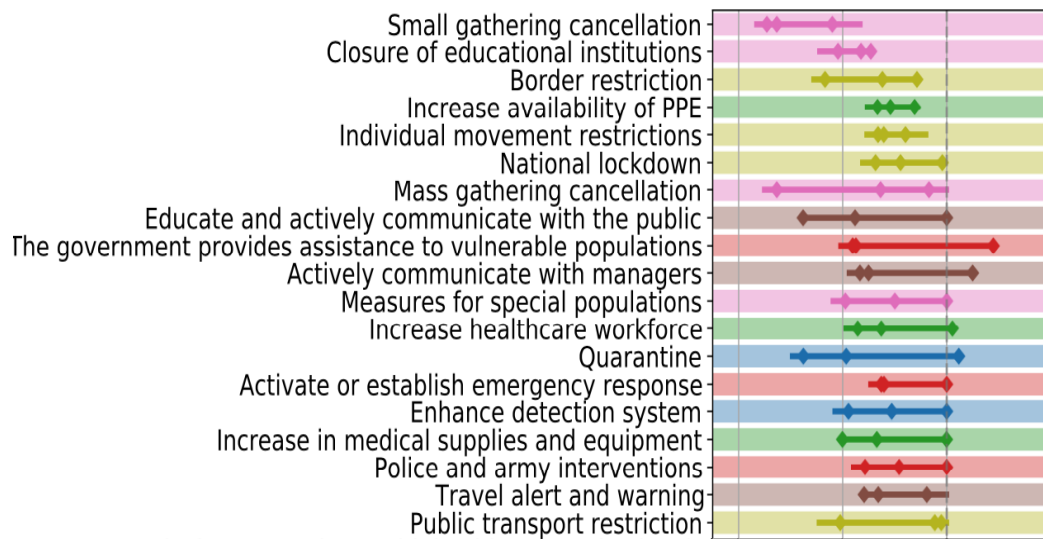 Small gathering cancellation
Closure of educational institutions
Border restriction
Increase availability of PPE
Individual movement restrictions
National lockdown
Mass gathering cancellation
Educate and actively communicate with the public
The government provides assistance to vulnerable populations
Actively communicate with managers
Measures for special populations
Increase healthcare workforce
Quarantine
Activate or establish emergency response
Enhance detection system
Increase in medical supplies and equipment
Police and army interventions
Travel alert and warning
Public transport restriction